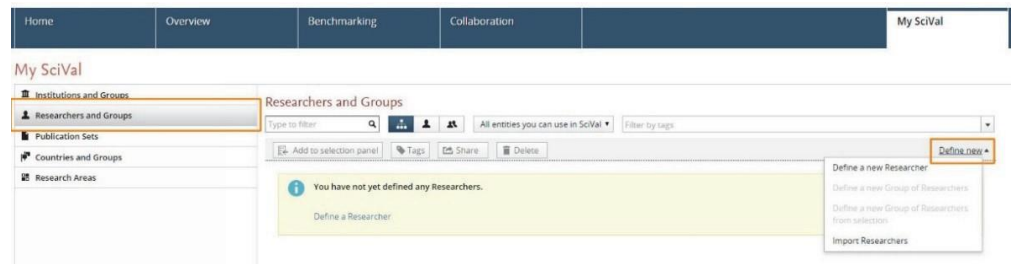 Home Overview Benchmarking Collaboration My SciVal
My SciVal
Institutions and Groups
Researchers and Groups
Publication Sets
Countries and Groups
Research Areas
Researchers and Groups
Type to filter All entities you can use in SciVal Filter by tags
Add to selection panel Tags Share Delete Define new
You have not yet defined any Researchers.
Define a Researcher
Define a new Researcher
Define a new Group of Researchers
Define a new Group of Researchers
from selection
Import Researchers